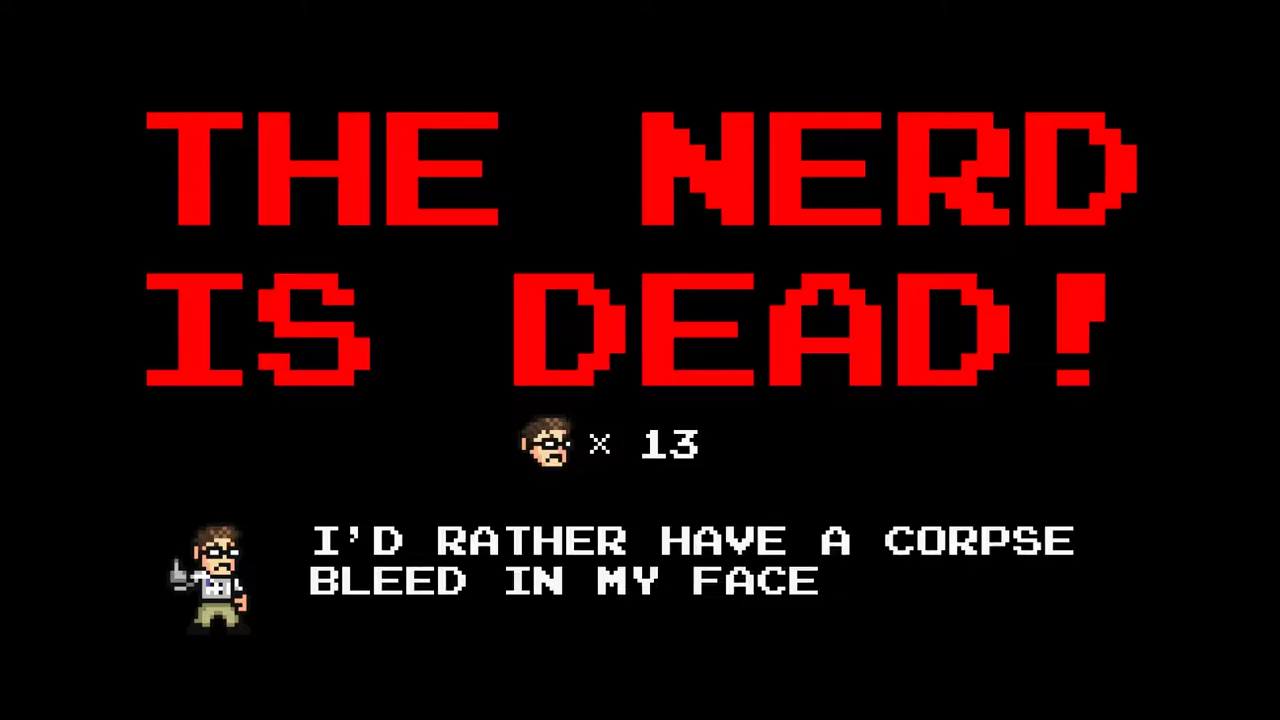 THE NERD
IS DEAD!
× 13
I'D RATHER HAVE A CORPSE
BLEED IN MY FACE